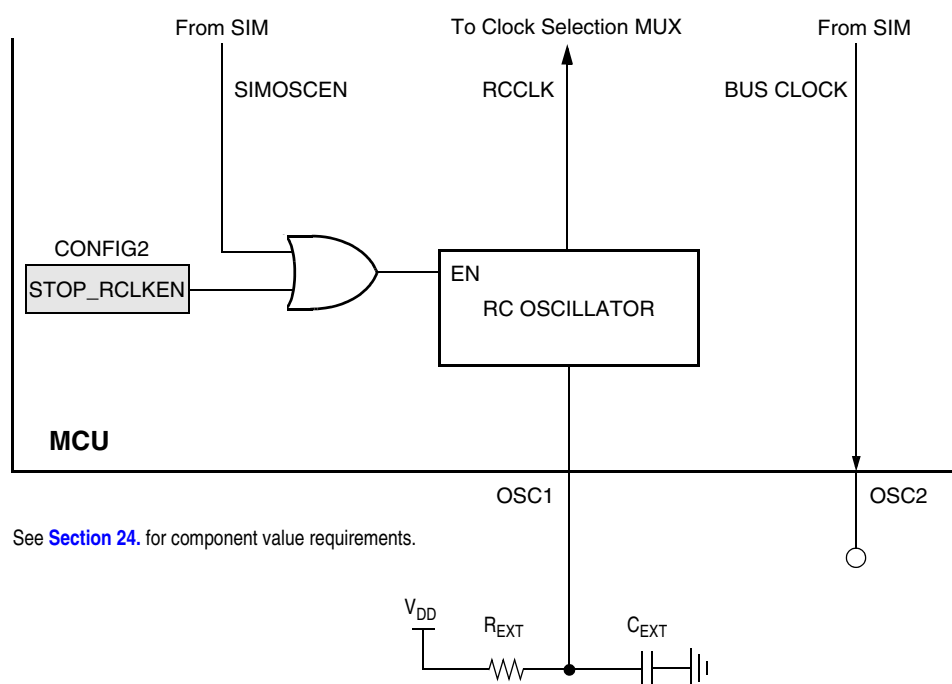 From SIM
To Clock Selection MUX
From SIM
SIMOSCEN
RCCLK
BUS CLOCK
CONFIG2
STOP_RCLKEN
EN
RC OSCILLATOR
MCU
OSC1
OSC2
See Section 24. for component value requirements.
VDD
REXT
CEXT